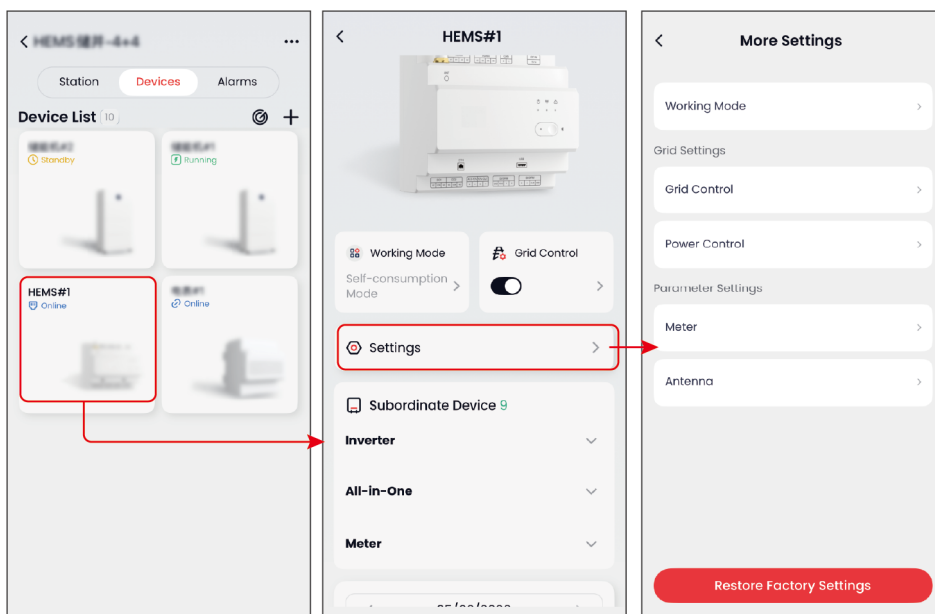 Station
Devices
Alarms
Device List 10
Standby
Running
HEMS#1
Online
Online
HEMS#1
Working Mode
Self-consumption
Mode
Grid Control
Settings
Subordinate Device 9
Inverter
All-in-One
Meter
More Settings
Working Mode
Grid Settings
Grid Control
Power Control
Parameter Settings
Meter
Antenna
Restore Factory Settings